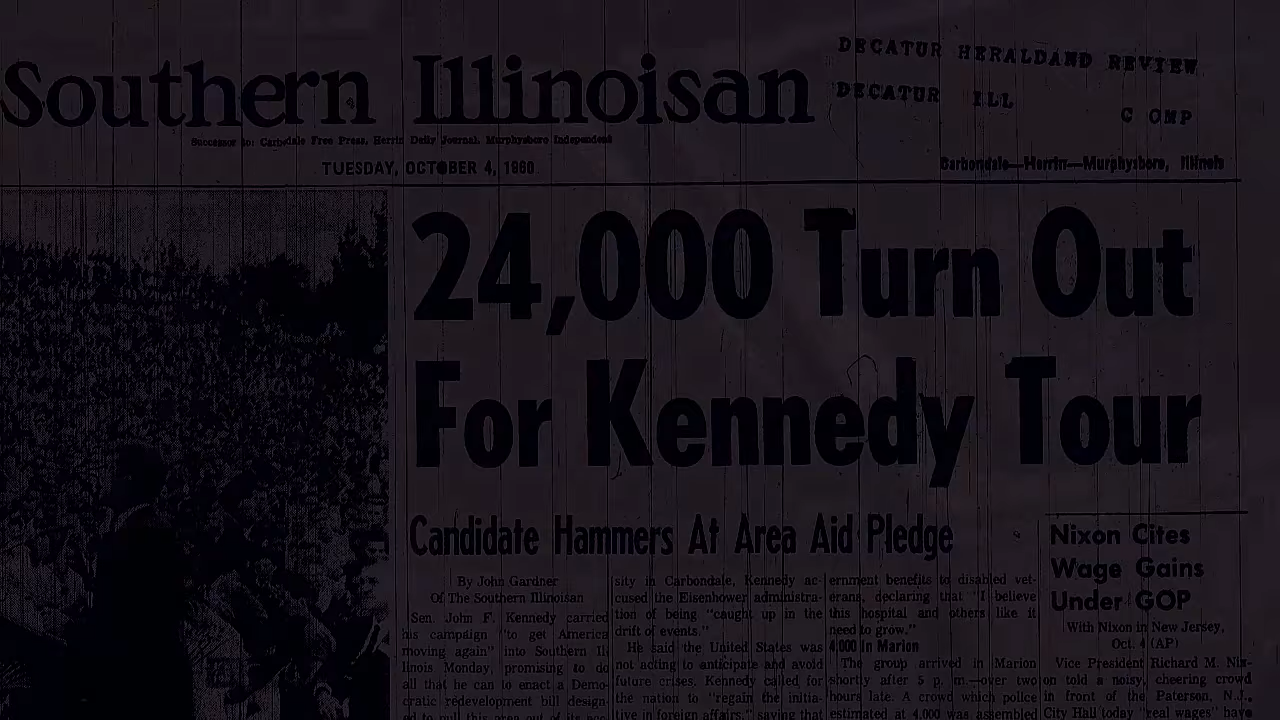 Southern Illinoisan
DECATUR HERALDAND REVIEW
DECATUR ILL
C OMP
Successor to: Carbondale Free Press, Herrin Daily Journal, Murphysboro Independent
TUESDAY, OCTOBER 4, 1960
Carbondale—Herrin—Murphysboro, Illinois
24,000 Turn Out
For Kennedy Tour
Candidate Hammers At Area Aid Pledge
By John Gardner
Of The Southern Illinoisan
Sen. John F. Kennedy carried
his campaign "to get America
moving again" into Southern Il-
linois Monday, promising to do
all that he can to enact a Demo-
cratic redevelopment bill design-
ed to pull this area out of its
sity in Carbondale, Kennedy ac-
cused the Eisenhower administra-
tion of being "caught up in the
drift of events."
He said the United States was
not acting to anticipate and avoid
future crises. Kennedy called for
the nation to "regain the initia-
tive in foreign affairs," saying that
ernment benefits to disabled vet-
erans, declaring that "I believe
this hospital and others like it
need to grow."
4,000 In Marion
The group arrived in Marion
shortly after 5 p. m.—over two
hours late. A crowd which police
estimated at 4,000 was assembled
Nixon Cites
Wage Gains
Under GOP
With Nixon in New Jersey,
Oct. 4 (AP)
Vice President Richard M. Nix-
on told a noisy, cheering crowd
in front of the Paterson, N.J.,
City Hall today "real wages" have